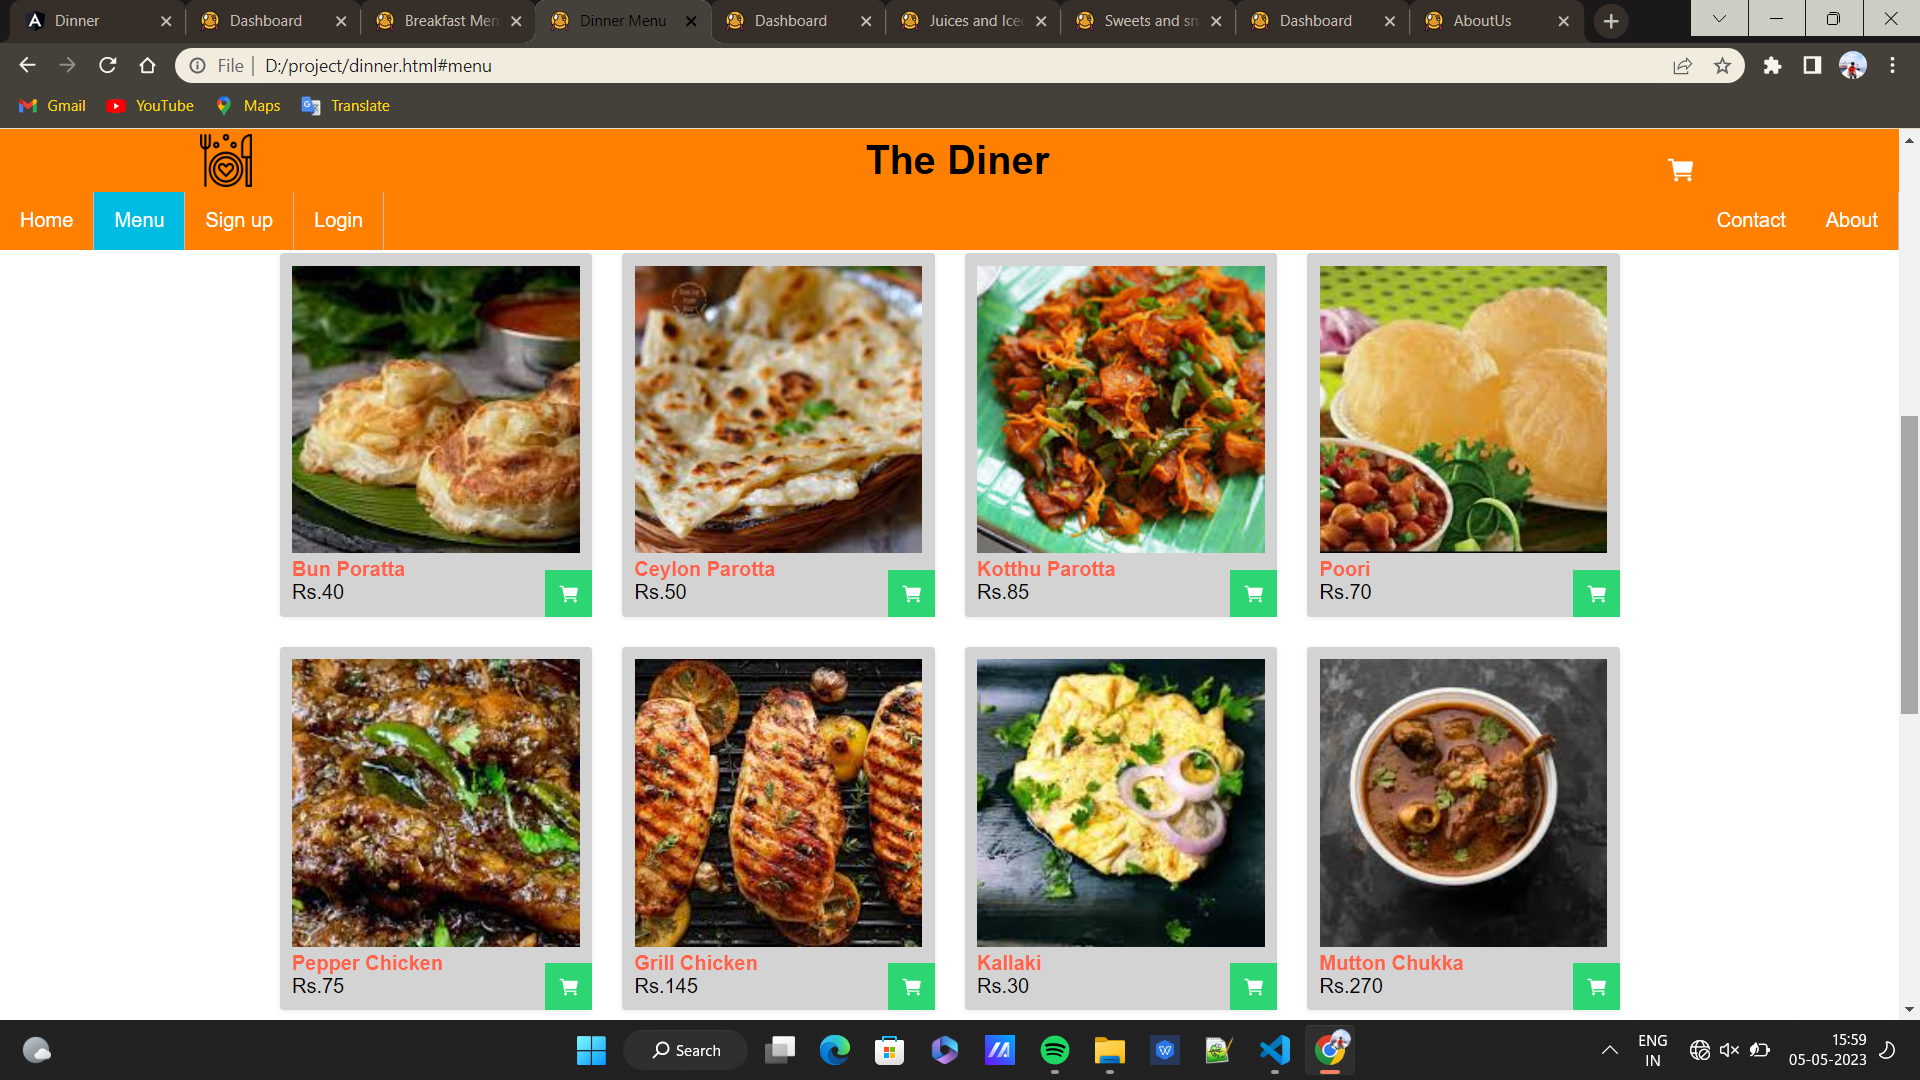 Dinner
Dashboard
Breakfast Men
Dinner Menu
Dashboard
Juices and Iced
Sweets and sn
Dashboard
AboutUs
File
D:/project/dinner.html#menu
Gmail
YouTube
Maps
Translate
The Diner
Home
Menu
Sign up
Login
Contact
About
Bun Poratta
Rs.40
Ceylon Parotta
Rs.50
Kotthu Parotta
Rs.85
Poori
Rs.70
Pepper Chicken
Rs.75
Grill Chicken
Rs.145
Kallaki
Rs.30
Mutton Chukka
Rs.270
Search
ENG
IN
15:59
05-05-2023